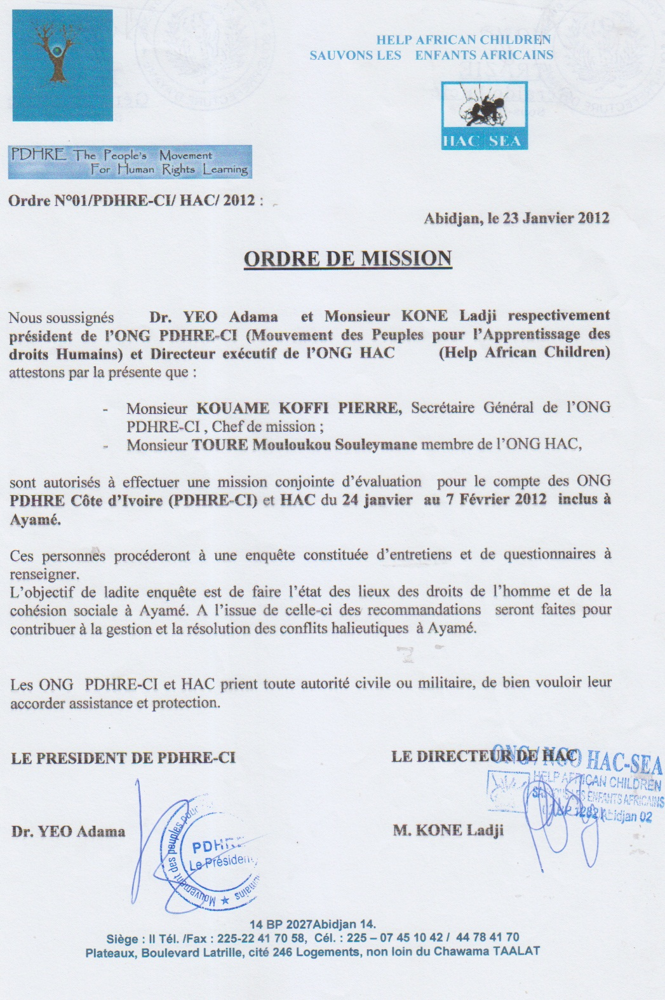 HELP AFRICAN CHILDREN
SAUVONS LES ENFANTS AFRICAINS
HAC SEA
PDHRE The People's Movement
For Human Rights Learning
Ordre N°01/PDHRE-CI/ HAC/ 2012 :
Abidjan, le 23 Janvier 2012
ORDRE DE MISSION
Nous soussignés Dr. YEO Adama et Monsieur KONE Ladji respectivement
président de l'ONG PDHRE-CI (Mouvement des Peuples pour l'Apprentissage des
droits Humains) et Directeur exécutif de l'ONG HAC (Help African Children)
attestons par la présente que :
- Monsieur KOUAME KOFFI PIERRE, Secrétaire Général de l'ONG
PDHRE-CI , Chef de mission ;
- Monsieur TOURE Mouloukou Souleymane membre de l'ONG HAC,
sont autorisés à effectuer une mission conjointe d'évaluation pour le compte des ONG
PDHRE Côte d'Ivoire (PDHRE-CI) et HAC du 24 janvier au 7 Février 2012 inclus à
Ayamé.
Ces personnes procéderont à une enquête constituée d'entretiens et de questionnaires à
renseigner.
L'objectif de ladite enquête est de faire l'état des lieux des droits de l'homme et de la
cohésion sociale à Ayamé. A l'issue de celle-ci des recommandations seront faites pour
contribuer à la gestion et la résolution des conflits halieutiques à Ayamé.
Les ONG PDHRE-CI et HAC prient toute autorité civile ou militaire, de bien vouloir leur
accorder assistance et protection.
LE PRESIDENT DE PDHRE-CI
LE DIRECTEUR DE HAC
ONG / NGO HAC-SEA
HELP AFRICAN CHILDREN
LES ENFANTS AFRICAINS
BP 1282 Abidjan 02
Dr. YEO Adama
M. KONE Ladji
Mouvement des peuples pour
PDHRE
Le Président
14 BP 2027Abidjan 14.
Siège : II Tél. /Fax : 225-22 41 70 58, Cél. : 225 – 07 45 10 42 / 44 78 41 70
Plateaux, Boulevard Latrille, cité 246 Logements, non loin du Chawama TAALAT